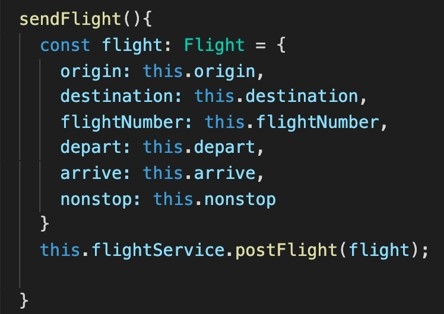 sendFlight(){
  const flight: Flight = {
    origin: this.origin,
    destination: this.destination,
    flightNumber: this.flightNumber,
    depart: this.depart,
    arrive: this.arrive,
    nonstop: this.nonstop
  }
  this.flightService.postFlight(flight);
}